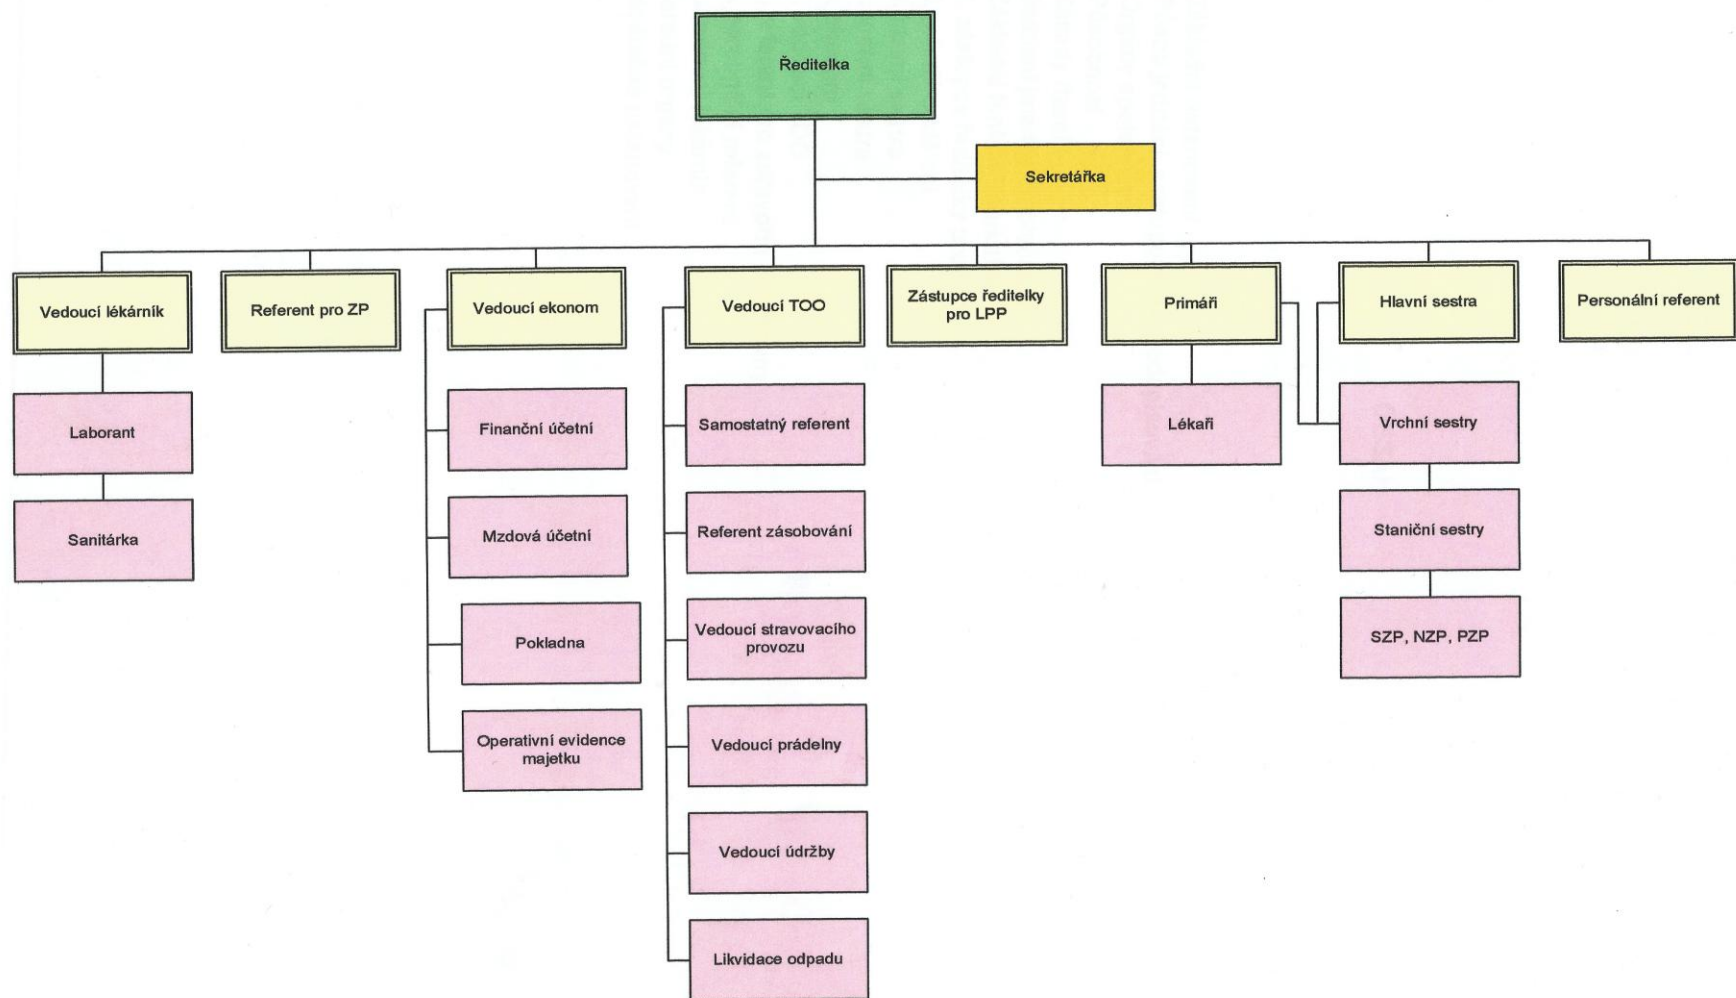 Ředitelka
Sekretářka
Vedoucí lékárník
Referent pro ZP
Vedoucí ekonom
Vedoucí TOO
Zástupce ředitelky
pro LPP
Primáři
Hlavní sestra
Personální referent
Laborant
Sanitárka
Finanční účetní
Mzdová účetní
Pokladna
Operativní evidence
majetku
Samostatný referent
Referent zásobování
Vedoucí stravovacího
provozu
Vedoucí prádelny
Vedoucí údržby
Likvidace odpadu
Lékaři
Vrchní sestry
Staniční sestry
SZP, NZP, PZP